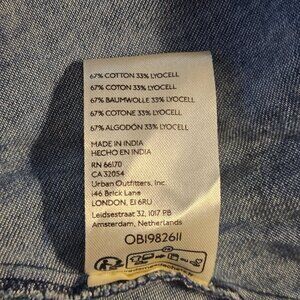 67% COTTON 33% LYOCELL
67% COTON 33% LYOCELL
67% BAUMWOLLE 33% LYOCELL
67% COTONE 33% LYOCELL
67% ALGODÓN 33% LYOCELL
MADE IN INDIA
HECHO EN INDIA
RN 66170
CA 32054
Urban Outfitters, Inc
146 Brick Lane
LONDON, E1 6RU
Leidsestraat 32, 1017 PB
Amsterdam, Netherlands
OB1982611